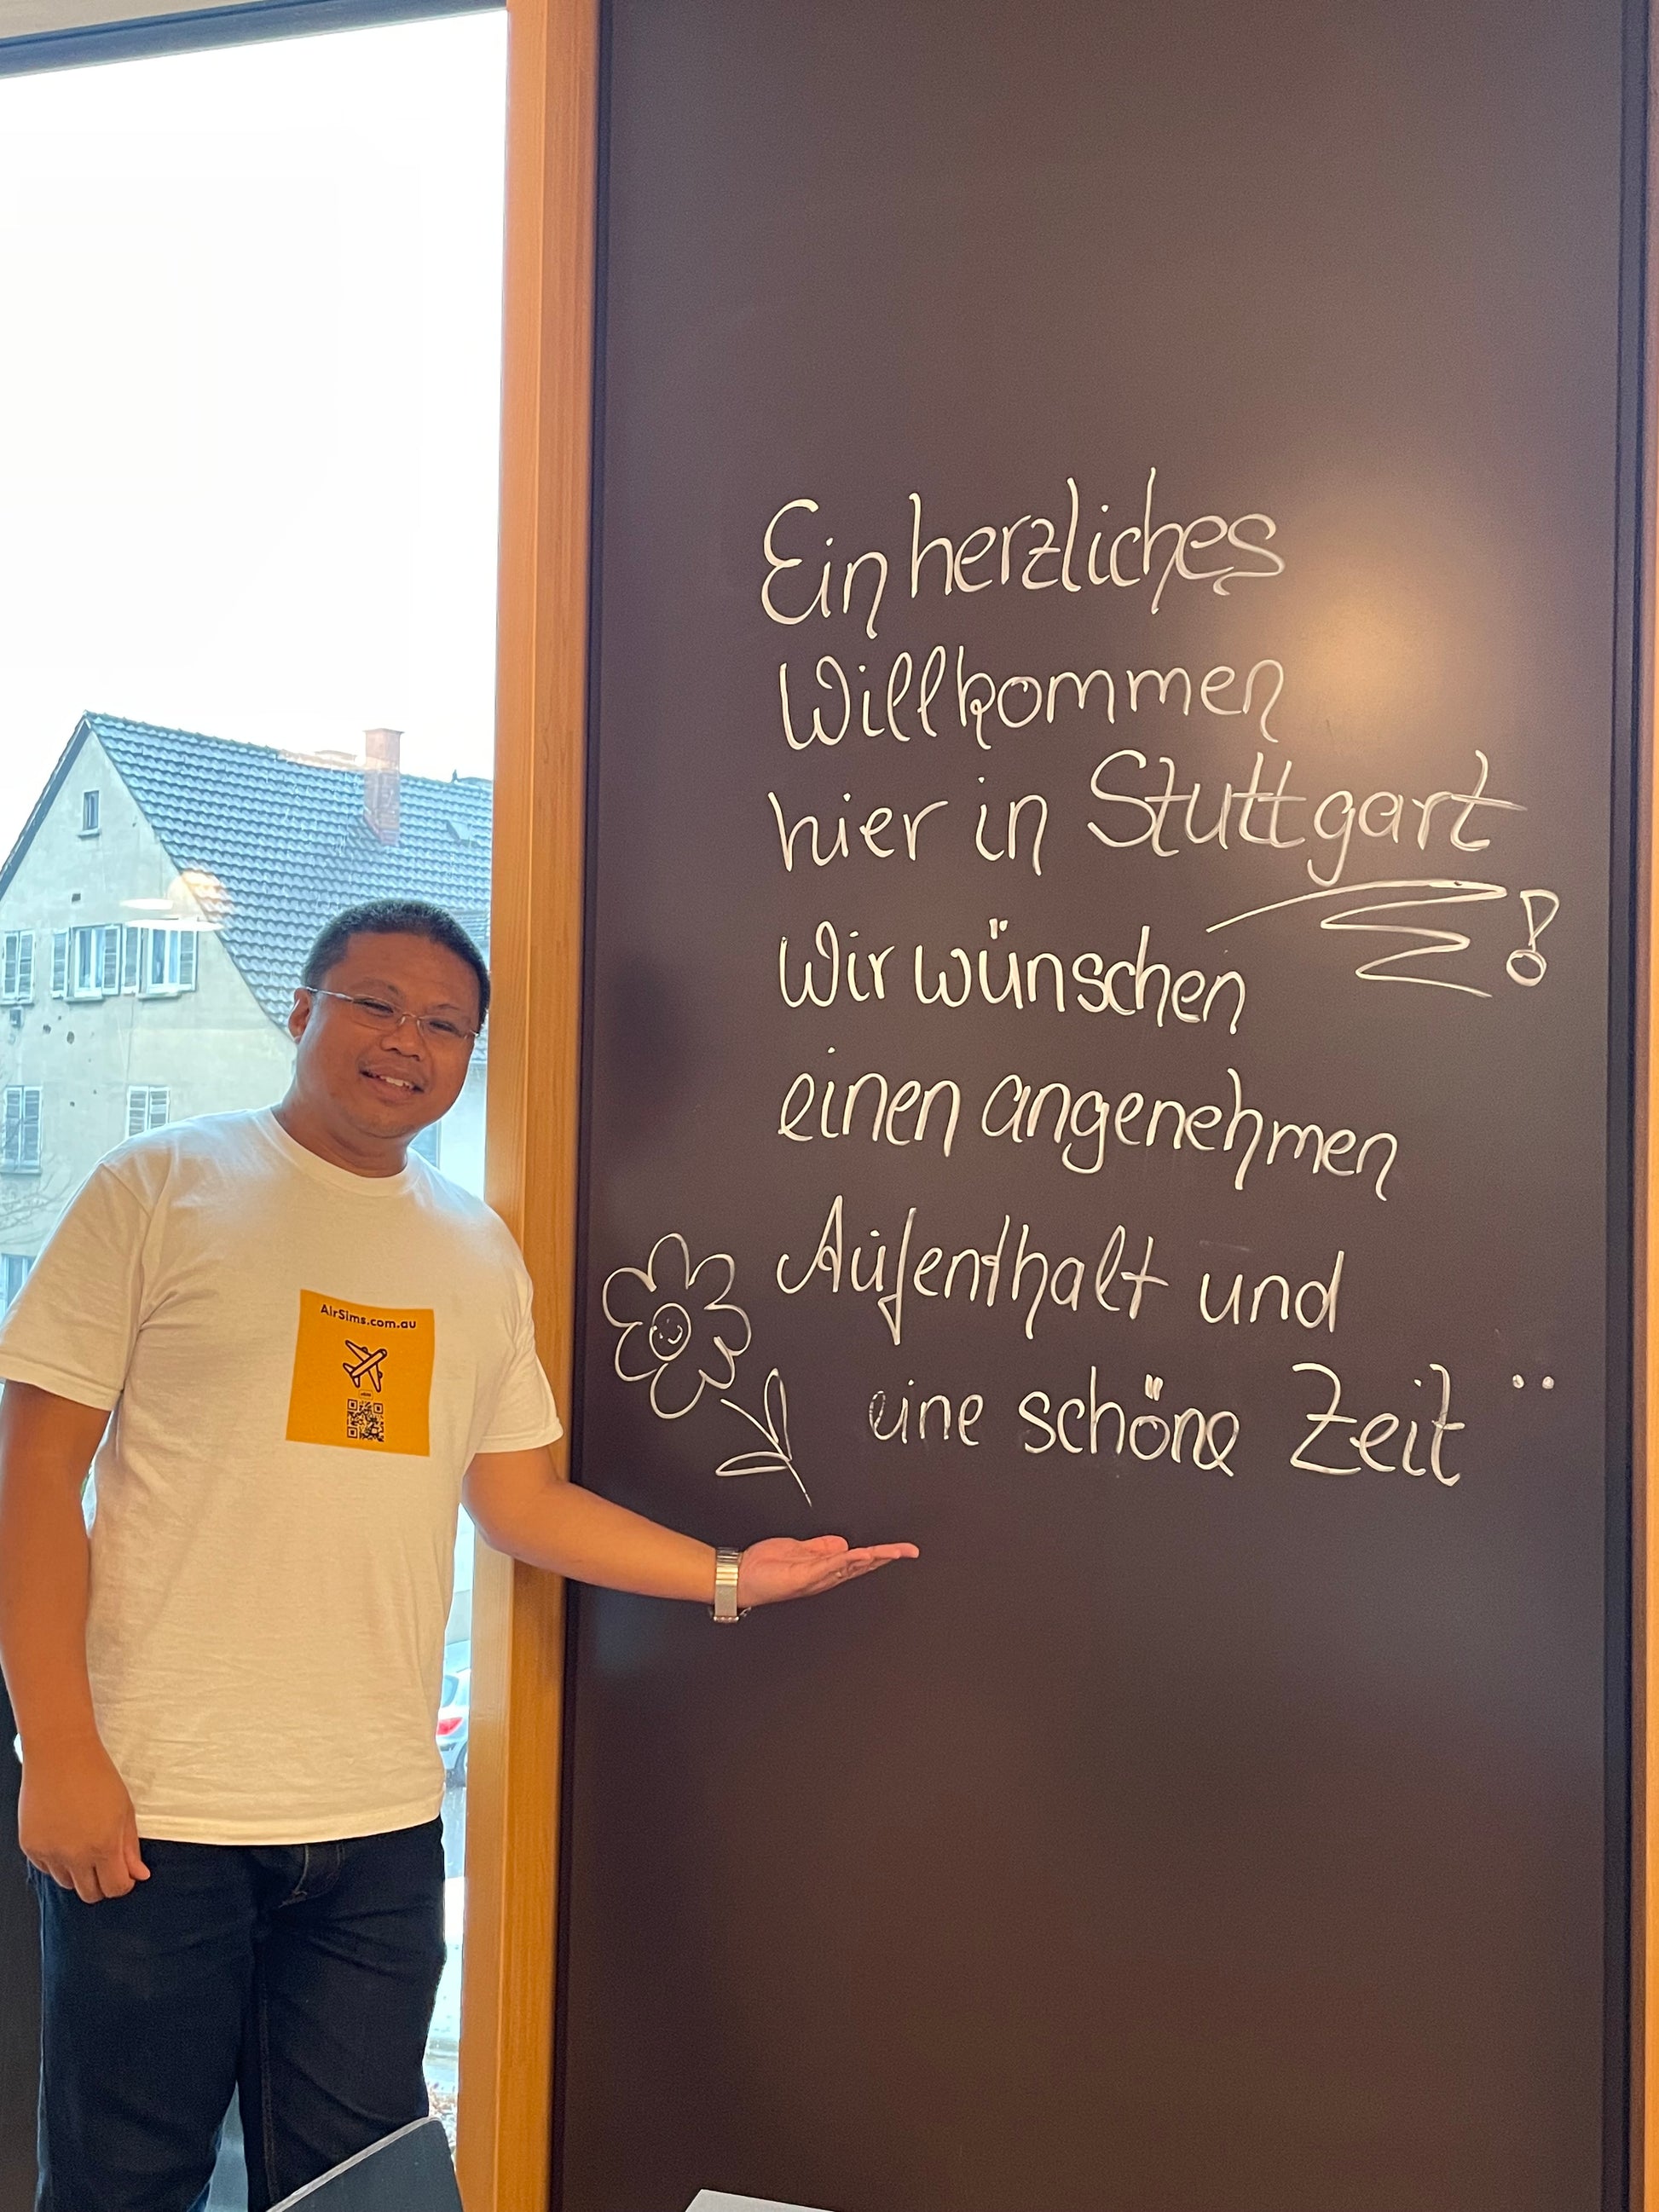 Ein herzliches
Willkommen
hier in Stuttgart!
Wir wünschen
einen angenehmen
Aufenthalt und
eine schöne Zeit
AirSims.com.au